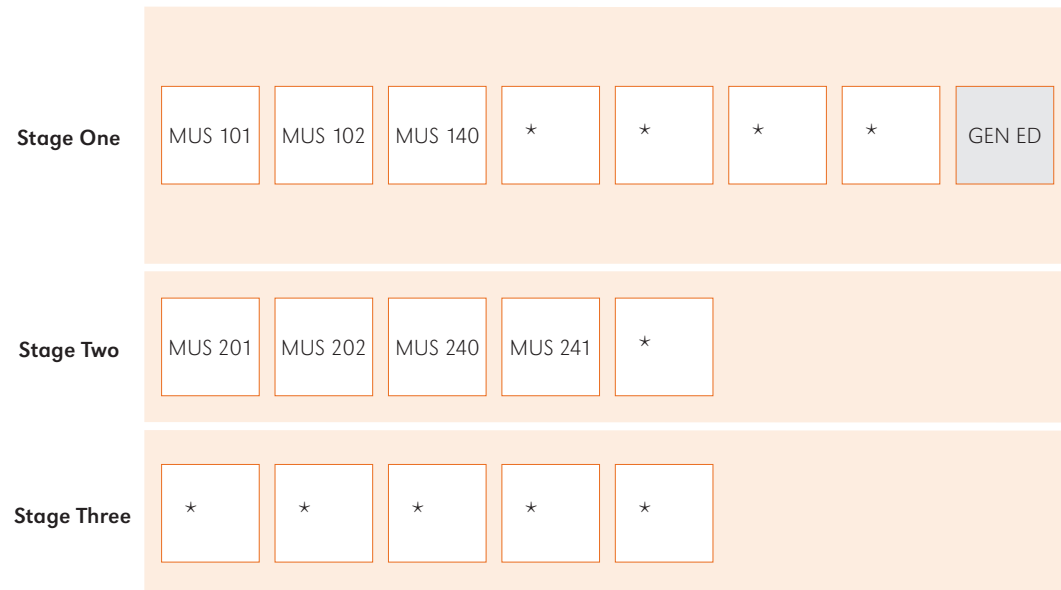 Stage One
MUS 101 MUS 102 MUS 140 * * * * GEN ED
Stage Two
MUS 201 MUS 202 MUS 240 MUS 241 *
Stage Three
* * * * *